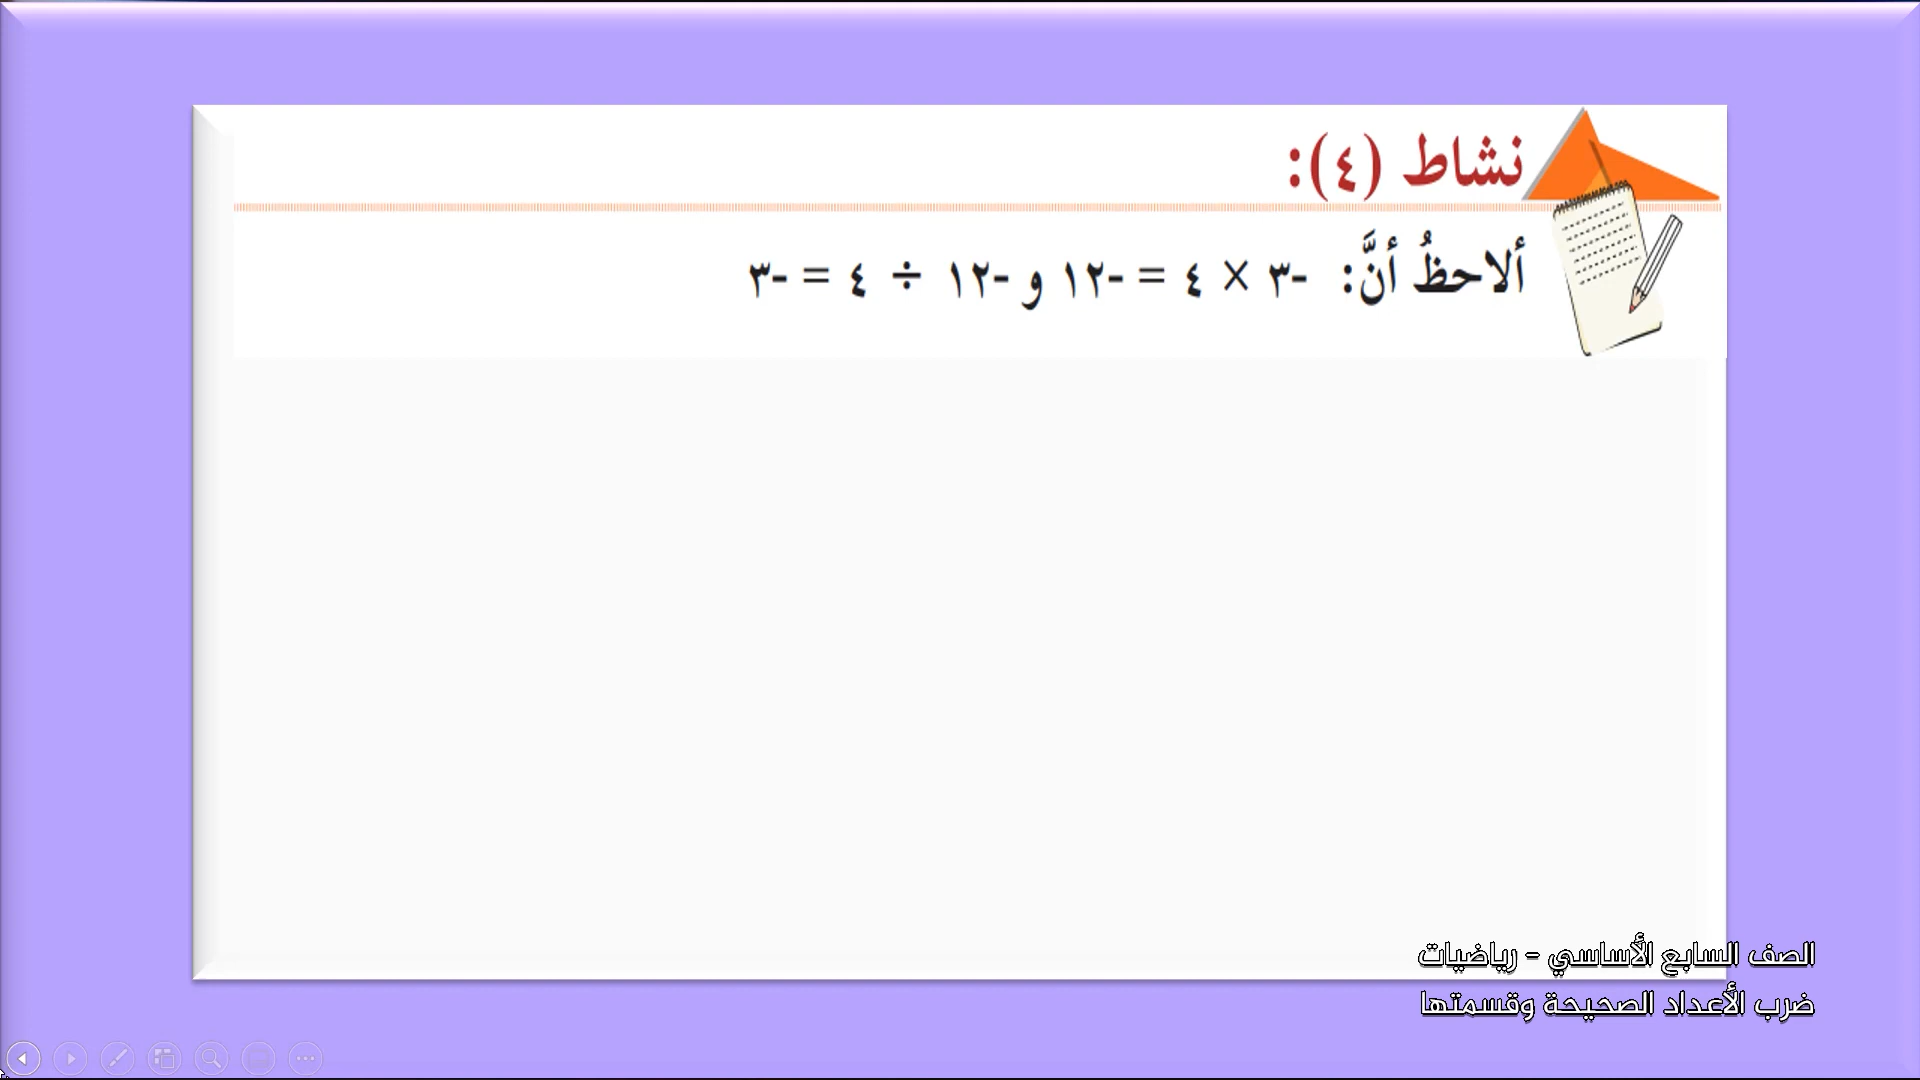 نشاط (٤):
ألاحظُ أنَّ: -٣ × ٤ = -١٢ و -١٢ ÷ ٤ = -٣
الصف السابع الأساسي - رياضيات
ضرب الأعداد الصحيحة وقسمتها